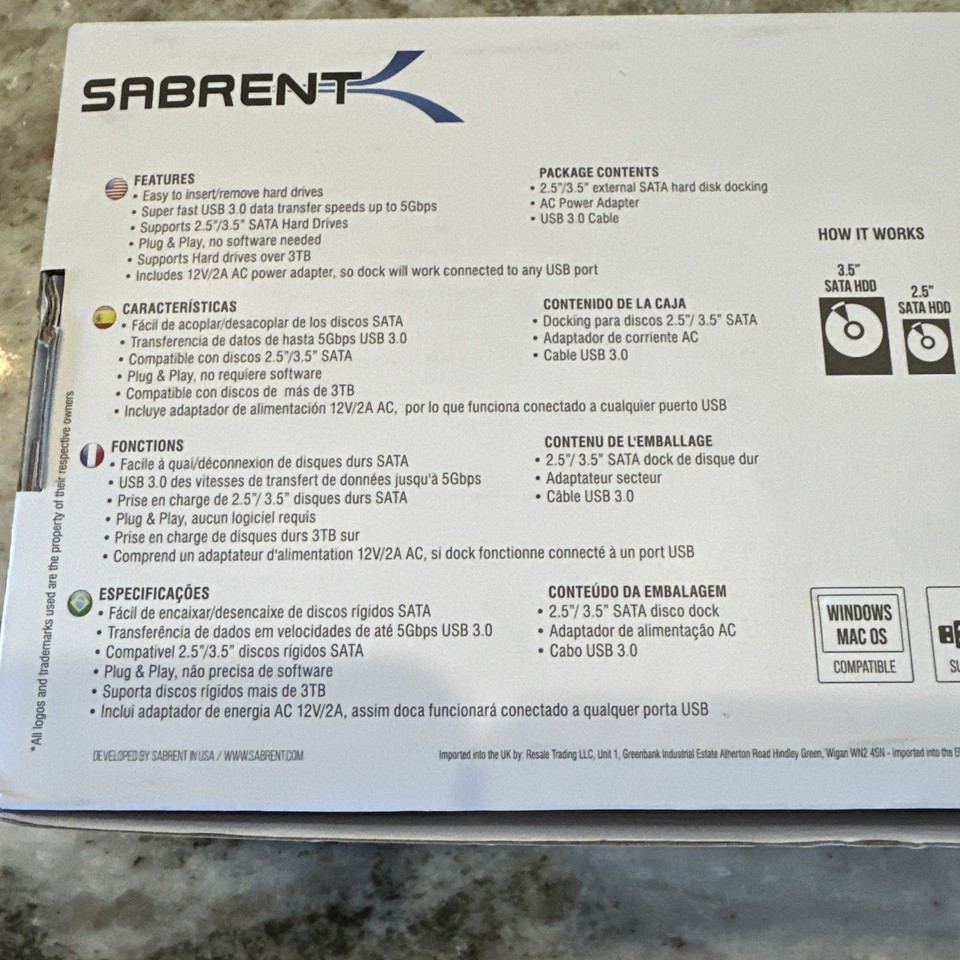 SABRENT
FEATURES
• Easy to insert/remove hard drives
• Super fast USB 3.0 data transfer speeds up to 5Gbps
• Supports 2.5"/3.5" SATA Hard Drives
• Plug & Play, no software needed
• Supports Hard drives over 3TB
• Includes 12V/2A AC power adapter, so dock will work connected to any USB port
PACKAGE CONTENTS
• 2.5"/3.5" external SATA hard disk docking
• AC Power Adapter
• USB 3.0 Cable
HOW IT WORKS
3.5"
SATA HDD
2.5"
SATA HDD
CARACTERÍSTICAS
• Fácil de acoplar/desacoplar de los discos SATA
• Transferencia de datos de hasta 5Gbps USB 3.0
• Compatible con discos 2.5"/3.5" SATA
• Plug & Play, no requiere software
• Compatible con discos de más de 3TB
• Incluye adaptador de alimentación 12V/2A AC, por lo que funciona conectado a cualquier puerto USB
CONTENIDO DE LA CAJA
• Docking para discos 2.5"/ 3.5" SATA
• Adaptador de corriente AC
• Cable USB 3.0
FONCTIONS
• Facile à quai/déconnexion de disques durs SATA
• USB 3.0 des vitesses de transfert de données jusqu'à 5Gbps
• Prise en charge de 2.5"/ 3.5" disques durs SATA
• Plug & Play, aucun logiciel requis
• Prise en charge de disques durs 3TB sur
• Comprend un adaptateur d'alimentation 12V/2A AC, si dock fonctionne connecté à un port USB
CONTENU DE L'EMBALLAGE
• 2.5"/ 3.5" SATA dock de disque dur
• Adaptateur secteur
• Câble USB 3.0
ESPECIFICAÇÕES
• Fácil de encaixar/desencaixe de discos rígidos SATA
• Transferência de dados em velocidades de até 5Gbps USB 3.0
• Compativel 2.5"/3.5" discos rígidos SATA
• Plug & Play, não precisa de software
• Suporta discos rígidos mais de 3TB
• Inclui adaptador de energia AC 12V/2A, assim doca funcionará conectado a qualquer porta USB
CONTEÚDO DA EMBALAGEM
• 2.5"/ 3.5" SATA disco dock
• Adaptador de alimentação AC
• Cabo USB 3.0
WINDOWS
MAC OS
COMPATIBLE
*All logos and trademarks used are the property of their respective owners
DEVELOPED BY SABRENT IN USA / WWW.SABRENT.COM
Imported into the UK by: Resale Trading LLC, Unit 1, Greenbank Industrial Estate Atherton Road Hindley Green, Wigan WN2 4SN - Imported into the